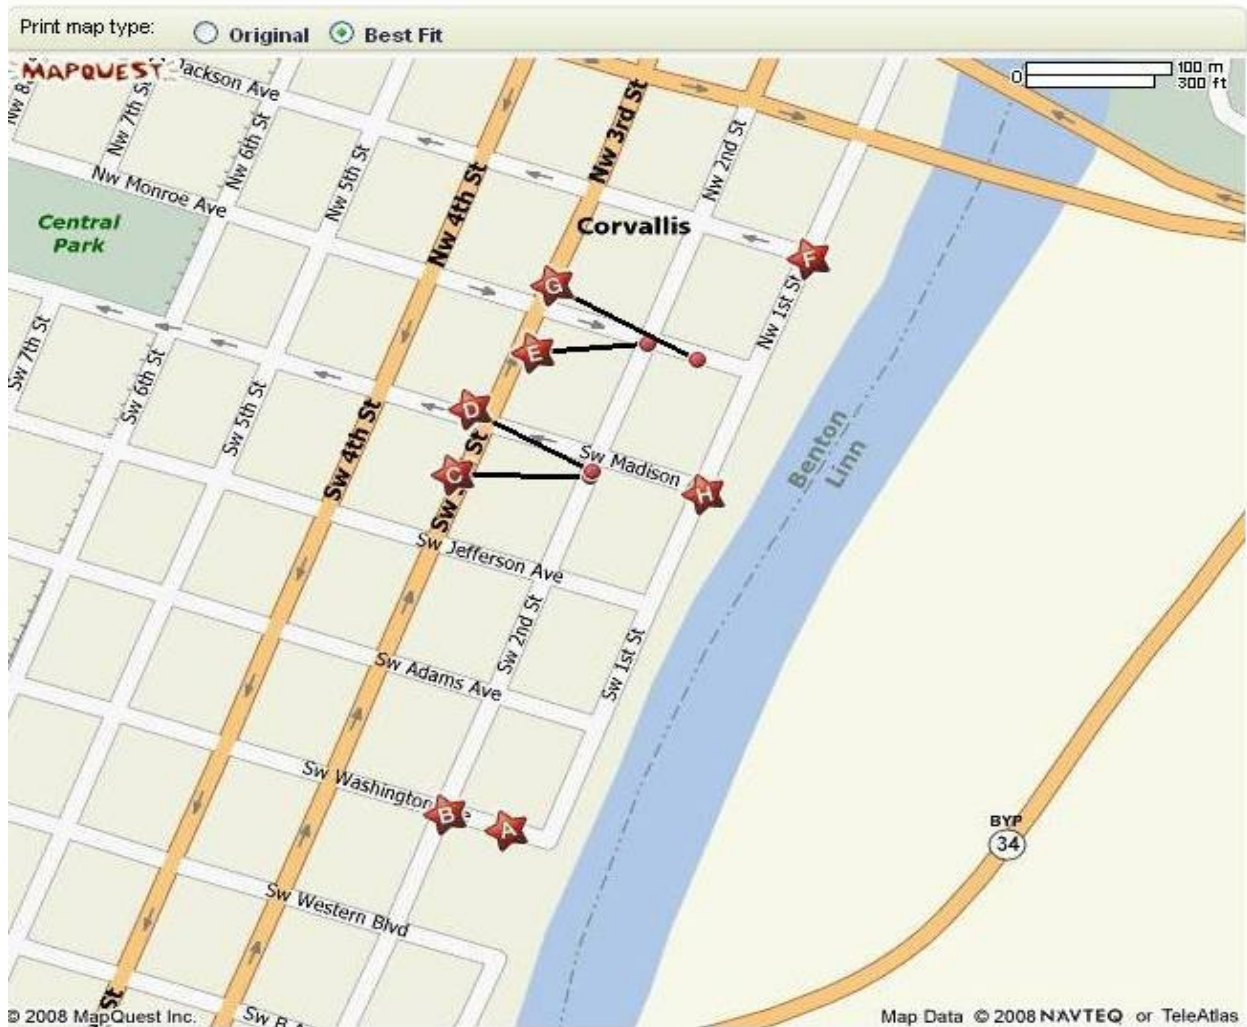 Print map type: Original Best Fit
MAPQUEST
Jackson Ave
0 100 m
300 ft
Nw 7th St
Nw 6th St
Nw 5th St
Nw 4th St
Nw 3rd St
Nw 2nd St
Nw Monroe Ave
Central
Park
Corvallis
F
G
Nw 1st St
E
Sw 7th St
Sw 6th St
Sw 5th St
Sw 4th St
D
St
C
Sw
Sw Madison
H
Benton
Linn
Sw Jefferson Ave
Sw 2nd St
Sw 1st St
Sw Adams Ave
Sw Washington
B
A
BYP
34
Sw Western Blvd
St
Sw B
© 2008 MapQuest Inc.
Map Data © 2008 NAVTEQ or TeleAtlas